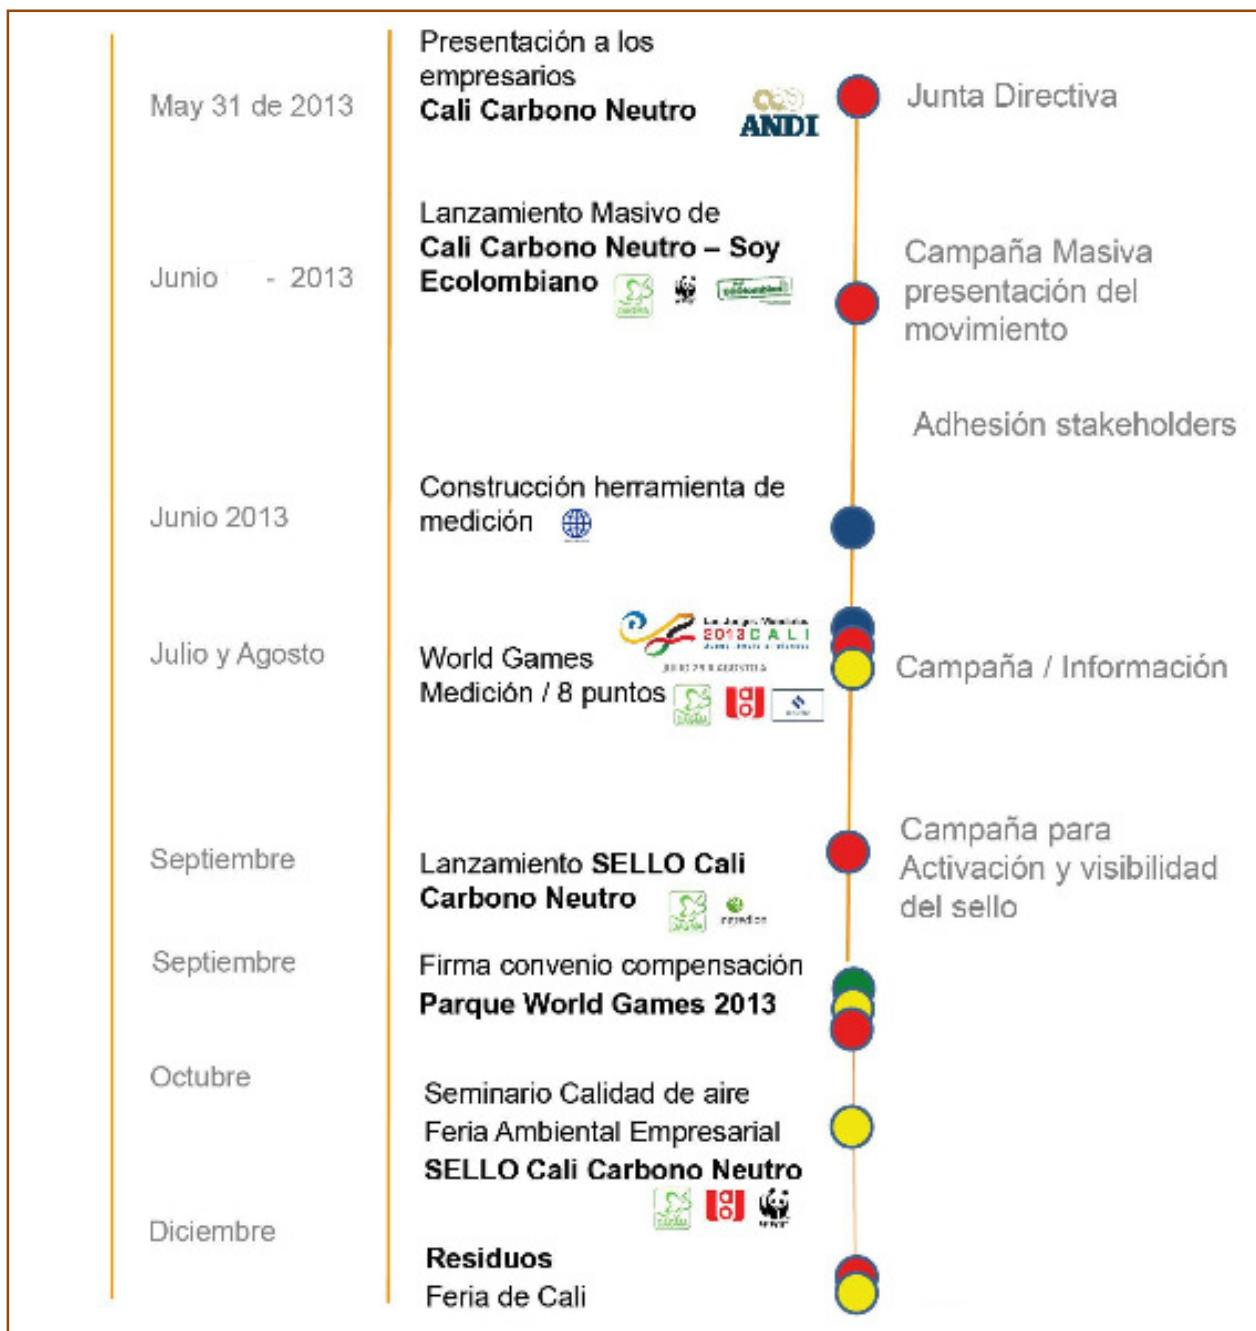 May 31 de 2013
Presentación a los
empresarios
Cali Carbono Neutro
ANDI
Junta Directiva
Junio - 2013
Lanzamiento Masivo de
Cali Carbono Neutro – Soy
Ecolombiano
Campaña Masiva
presentación del
movimiento
Adhesión stakeholders
Junio 2013
Construcción herramienta de
medición
Julio y Agosto
2013 CALI
World Games
Medición / 8 puntos
Campaña / Información
Septiembre
Lanzamiento SELLO Cali
Carbono Neutro
Campaña para
Activación y visibilidad
del sello
Septiembre
Firma convenio compensación
Parque World Games 2013
Octubre
Seminario Calidad de aire
Feria Ambiental Empresarial
SELLO Cali Carbono Neutro
Diciembre
Residuos
Feria de Cali